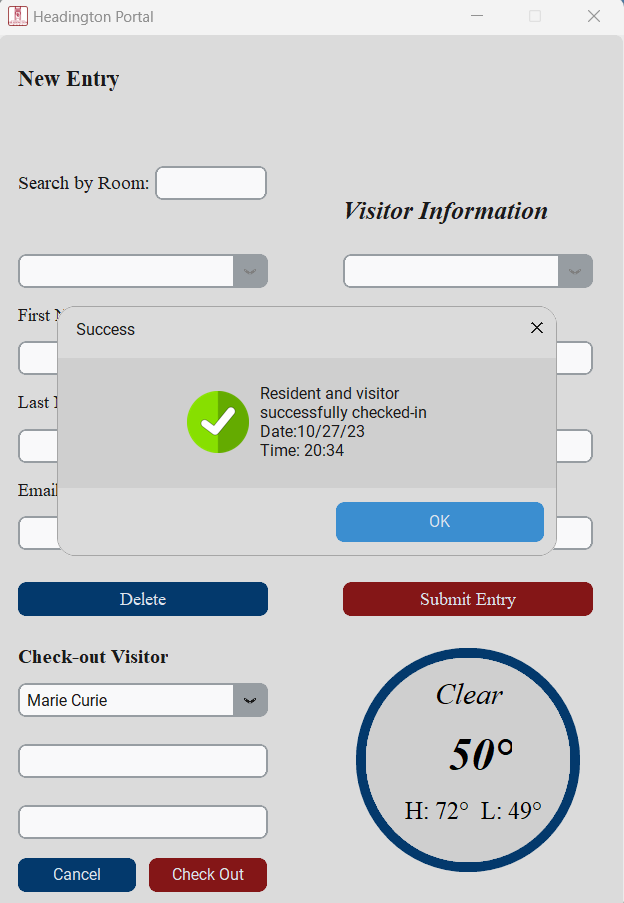 Headington Portal
New Entry
Search by Room:
Visitor Information
First
Success
Resident and visitor
successfully checked-in
Date:10/27/23
Time: 20:34
Last
Email
OK
Delete
Submit Entry
Check-out Visitor
Marie Curie
Clear
50°
H: 72° L: 49°
Cancel
Check Out